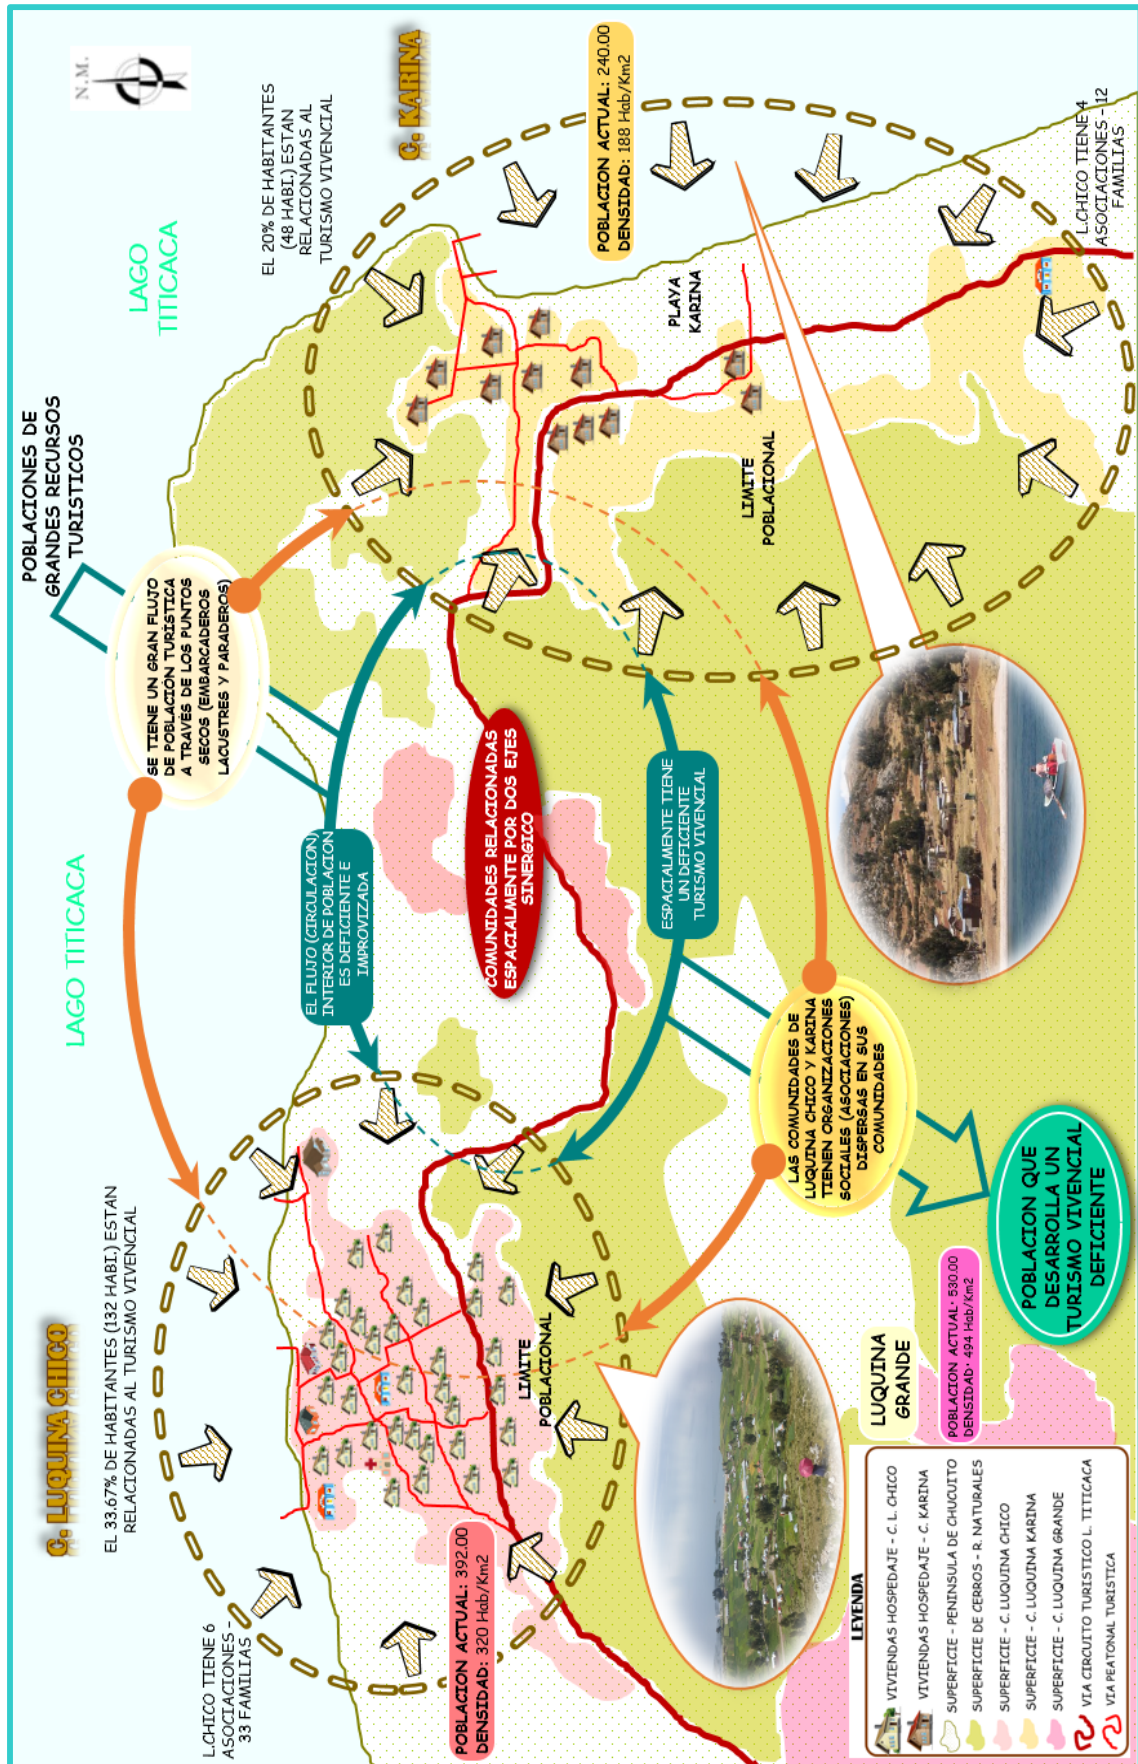 C. LUQUINA CHICO
EL 33.67% DE HABITANTES (132 HABI.) ESTAN
RELACIONADAS AL TURISMO VIVENCIAL
L.CHICO TIENE 6
ASOCIACIONES -
33 FAMILIAS
POBLACION ACTUAL: 392.00
DENSIDAD: 320 Hab/Km2
LIMITE
POBLACIONAL
LAGO TITICACA
POBLACIONES DE
GRANDES RECURSOS
TURISTICOS
SE TIENE UN GRAN FLUJO
DE POBLACIÓN TURÍSTICA
A TRAVÉS DE LOS PUNTOS
SECOS (EMBARCADEROS
LACUSTRES Y PARADEROS)
EL FLUJO (CIRCULACION)
INTERIOR DE POBLACION
ES DEFICIENTE E
IMPROVIZADA
COMUNIDADES RELACIONADAS
ESPACIALMENTE POR DOS EJES
SINERGICO
ESPACIALMENTE TIENE
UN DEFICIENTE
TURISMO VIVENCIAL
LAS COMUNIDADES DE
LUQUINA CHICO Y KARINA
TIENEN ORGANIZACIONES
SOCIALES (ASOCIACIONES)
DISPERSAS EN SUS
COMUNIDADES
POBLACION QUE
DESARROLLA UN
TURISMO VIVENCIAL
DEFICIENTE
LAGO
TITICACA
N.M.
EL 20% DE HABITANTES
(48 HABI.) ESTAN
RELACIONADAS AL
TURISMO VIVENCIAL
C. KARINA
POBLACION ACTUAL: 240.00
DENSIDAD: 188 Hab/Km2
PLAYA
KARINA
LIMITE
POBLACIONAL
L.CHICO TIENE 4
ASOCIACIONES - 12
FAMILIAS
LUQUINA
GRANDE
POBLACION ACTUAL: 530.00
DENSIDAD: 494 Hab/Km2
LEYENDA
VIVIENDAS HOSPEDAJE - C. L. CHICO
VIVIENDAS HOSPEDAJE - C. KARINA
SUPERFICIE - PENINSULA DE CHUCUITO
SUPERFICIE DE CERROS - R. NATURALES
SUPERFICIE - C. LUQUINA CHICO
SUPERFICIE - C. LUQUINA KARINA
SUPERFICIE - C. LUQUINA GRANDE
VIA CIRCUITO TURISTICO L. TITICACA
VIA PEATONAL TURISTICA